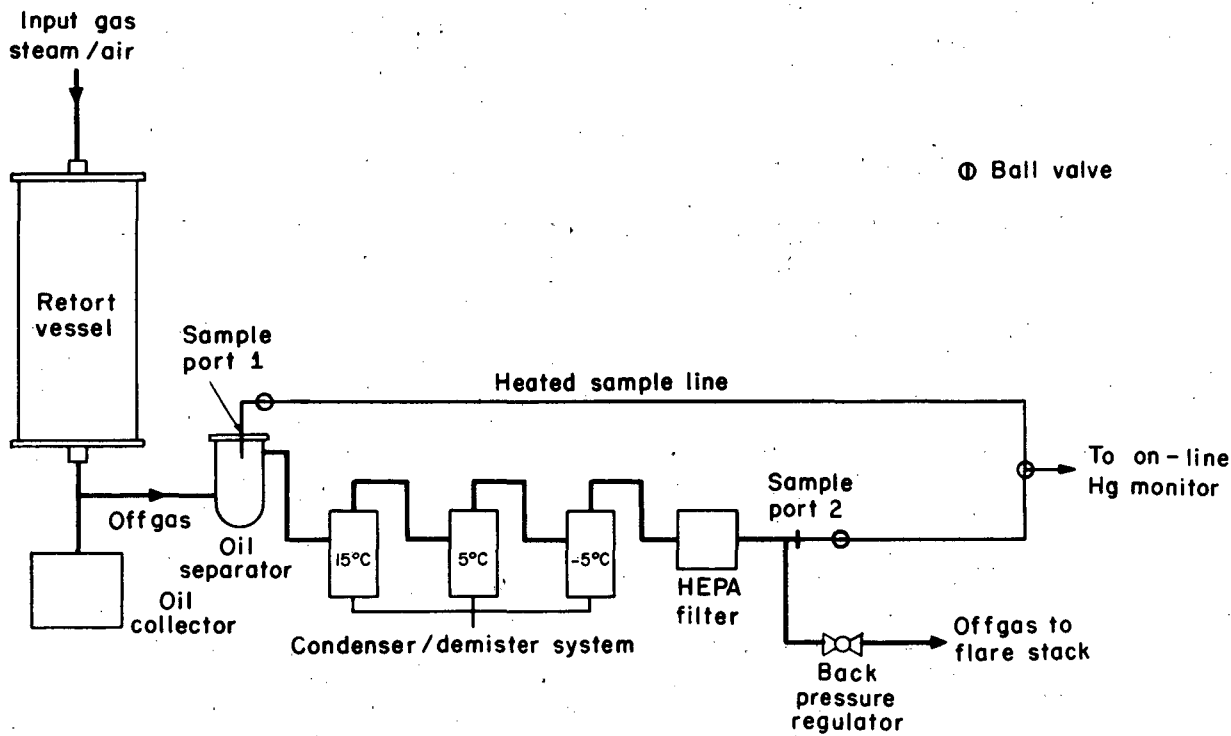 Input gas
steam/air
Ball valve
Retort
vessel
Sample
port 1
Heated sample line
To on-line
Hg monitor
Sample
port 2
Offgas
Oil
separator
15°C
5°C
-5°C
HEPA
filter
Oil
collector
Condenser/demister system
Offgas to
flare stack
Back
pressure
regulator